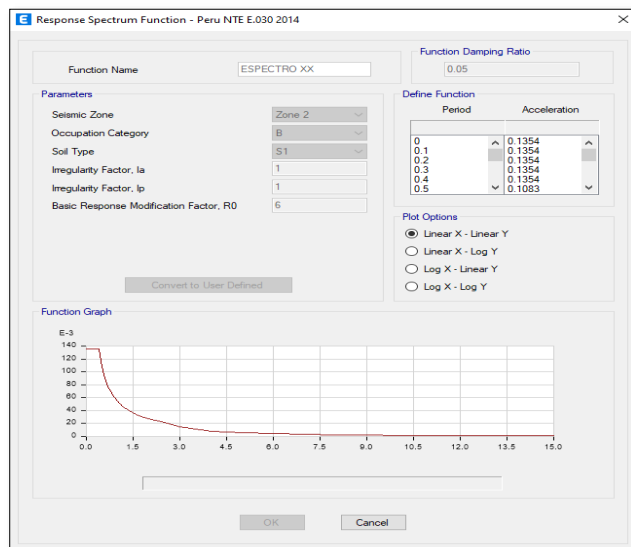 E Response Spectrum Function - Peru NTE E.030 2014
Function Name ESPECTRO XX
Function Damping Ratio
0.05
Parameters
Seismic Zone Zone 2
Occupation Category B
Soil Type S1
Irregularity Factor, Ia 1
Irregularity Factor, Ip 1
Basic Response Modification Factor, R0 6
Convert to User Defined
Define Function
Period Acceleration
0 0.1354
0.1 0.1354
0.2 0.1354
0.3 0.1354
0.4 0.1354
0.5 0.1083
Plot Options
Linear X - Linear Y
Linear X - Log Y
Log X - Linear Y
Log X - Log Y
Function Graph
E-3
140
120
100
80
60
40
20
0
0.0 1.5 3.0 4.5 6.0 7.5 9.0 10.5 12.0 13.5 15.0
OK Cancel